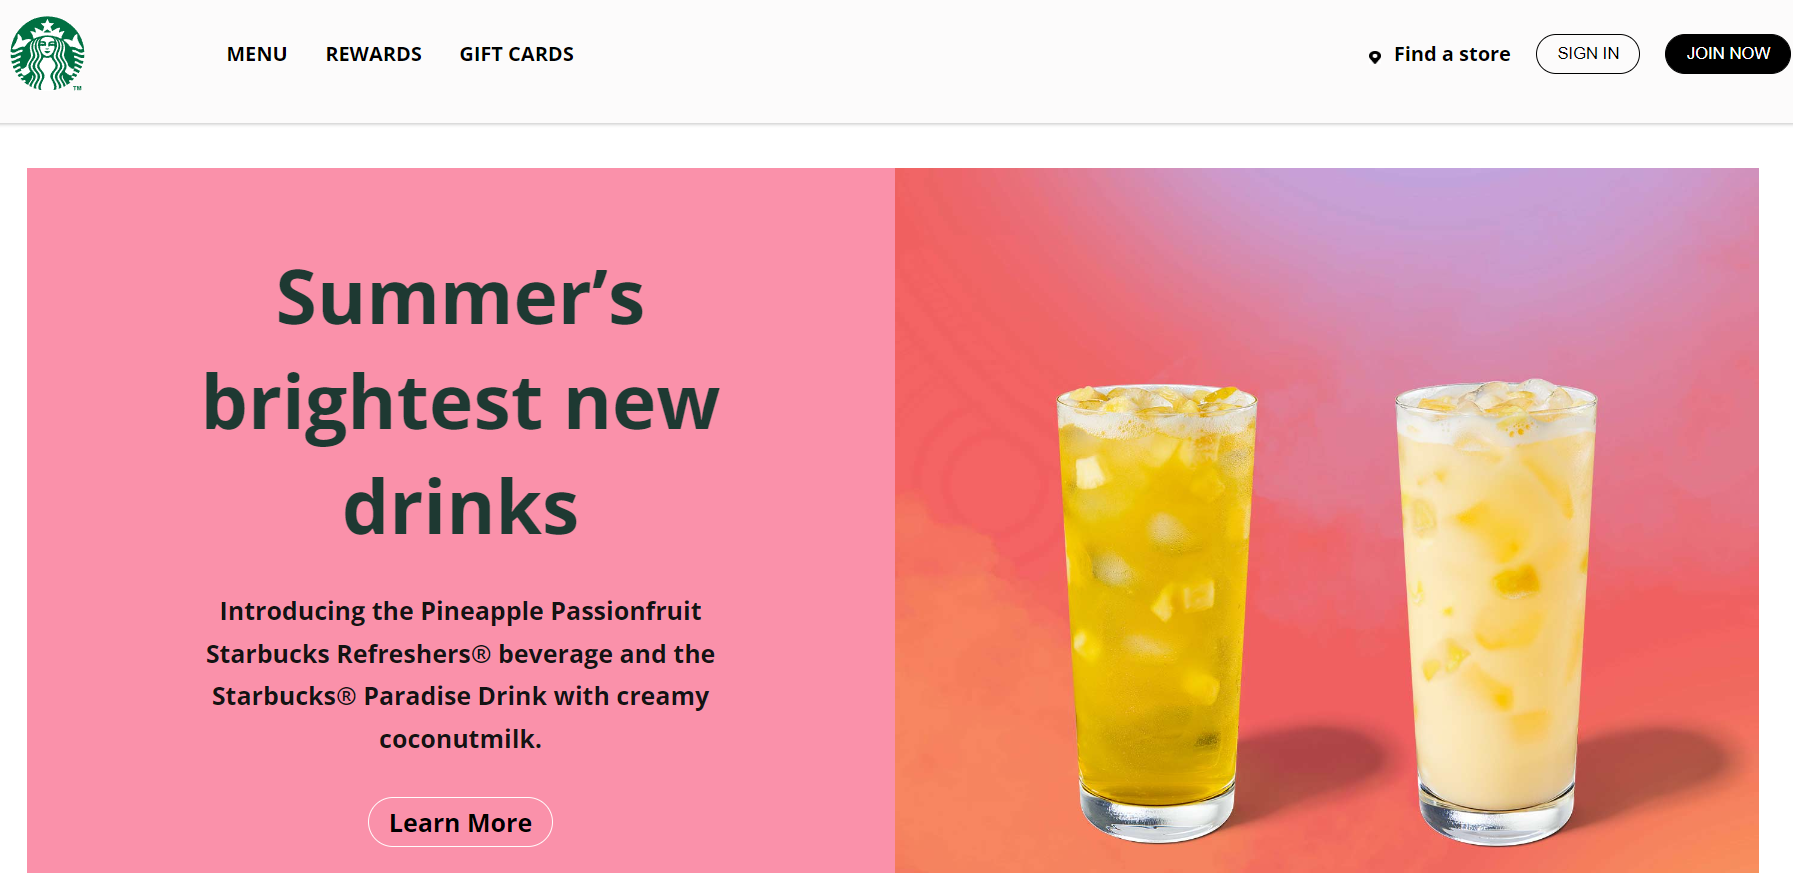 MENU REWARDS GIFT CARDS Find a store SIGN IN JOIN NOW
TM
Summer’s
brightest new
drinks
Introducing the Pineapple Passionfruit
Starbucks Refreshers® beverage and the
Starbucks® Paradise Drink with creamy
coconutmilk.
Learn More